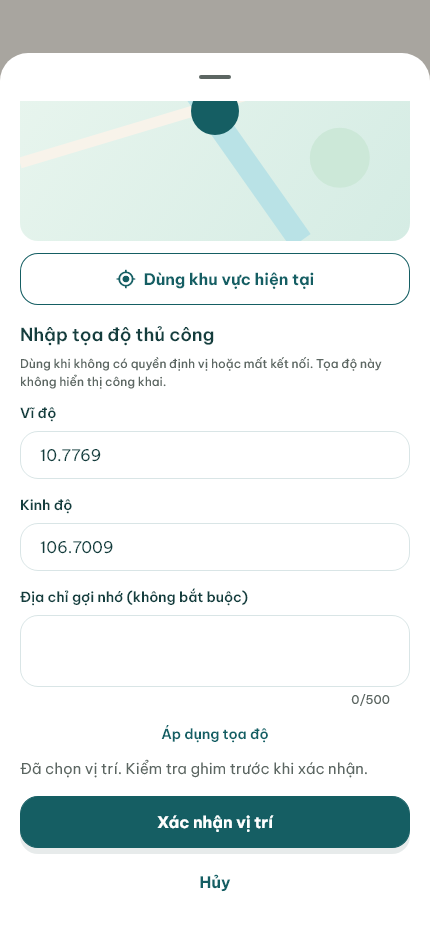 Dùng khu vực hiện tại
Nhập tọa độ thủ công
Dùng khi không có quyền định vị hoặc mất kết nối. Tọa độ này
không hiển thị công khai.
Vĩ độ
10.7769
Kinh độ
106.7009
Địa chỉ gợi nhớ (không bắt buộc)
0/500
Áp dụng tọa độ
Đã chọn vị trí. Kiểm tra ghim trước khi xác nhận.
Xác nhận vị trí
Hủy